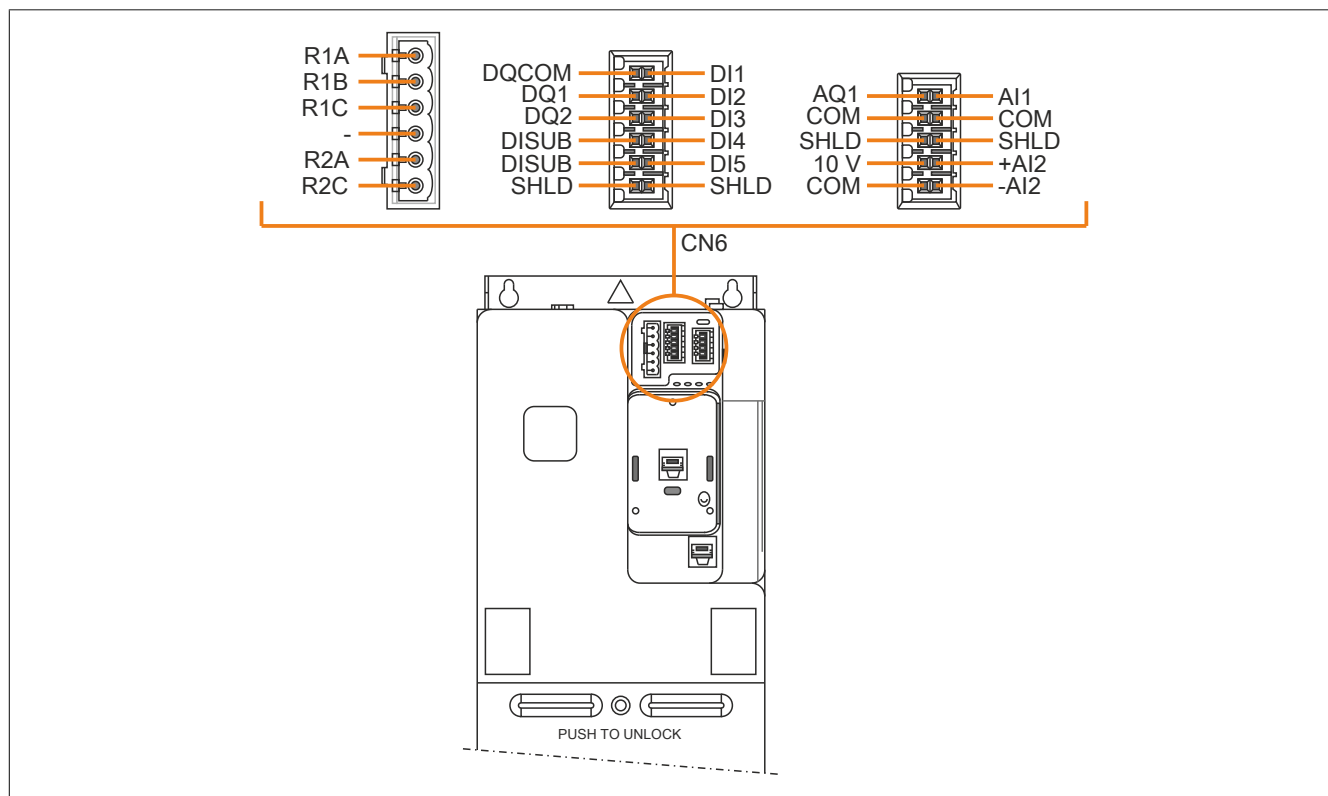 R1A
R1B
R1C
-
R2A
R2C
DQCOM DI1
DQ1 DI2
DQ2 DI3
DISUB DI4
DISUB DI5
SHLD SHLD
AQ1 AI1
COM COM
SHLD SHLD
10 V +AI2
COM -AI2
CN6
PUSH TO UNLOCK